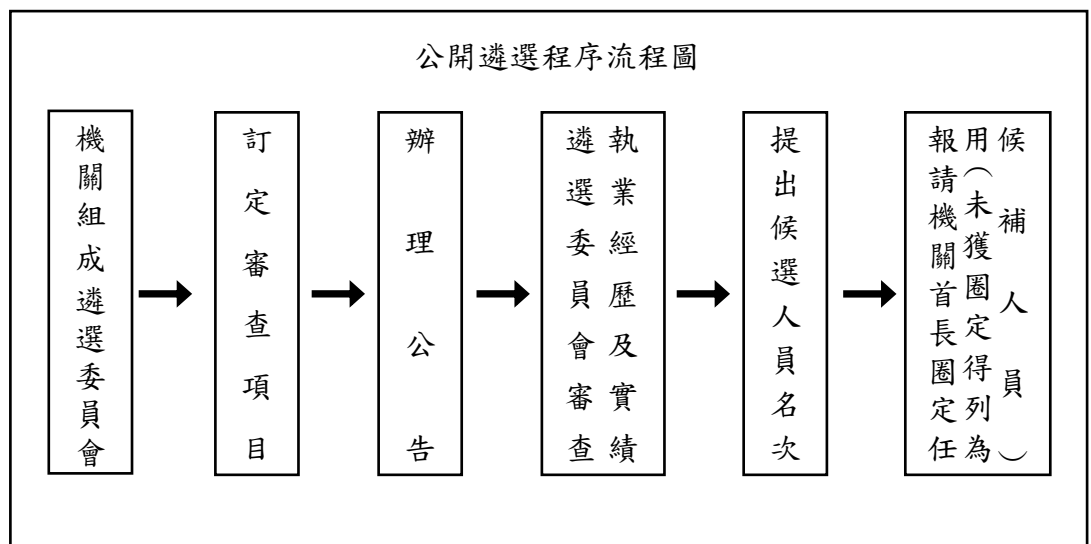 公開遴選程序流程圖
機關組成遴選委員會
訂定審查項目
辦理公告
遴選委員會審查
執業經歷及實績
提出候選人員名次
報請機關首長圈定任
用（未獲圈定得列為
候補人員）